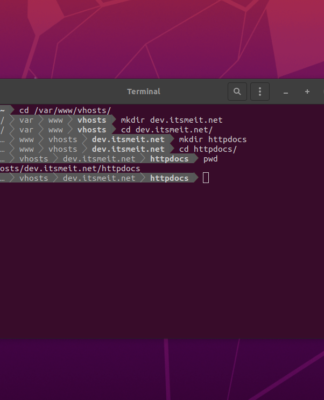 Terminal
~ cd /var/www/vhosts/
/ var www vhosts mkdir dev.itsmeit.net
/ var www vhosts cd dev.itsmeit.net/
… www vhosts dev.itsmeit.net mkdir httpdocs
… www vhosts dev.itsmeit.net cd httpdocs/
… vhosts dev.itsmeit.net httpdocs pwd
osts/dev.itsmeit.net/httpdocs
… vhosts dev.itsmeit.net httpdocs